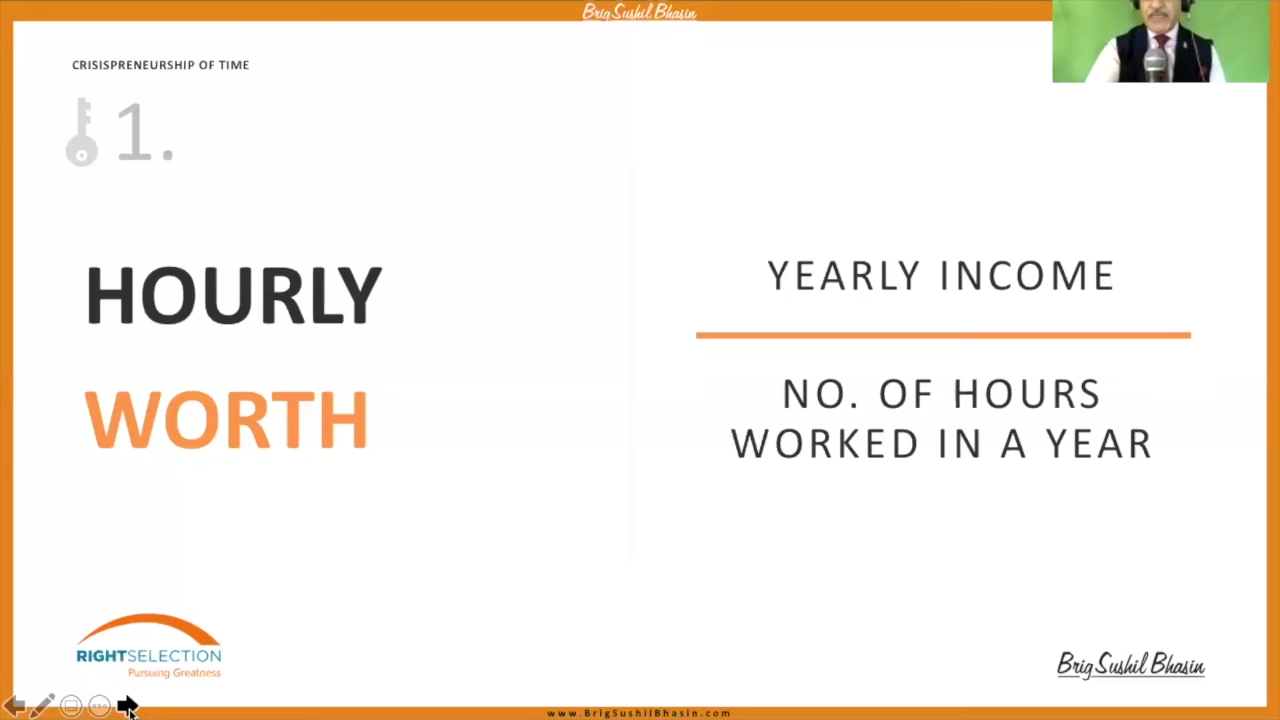 Brig Sushil Bhasin
CRISISPRENEURSHIP OF TIME
1.
HOURLY
WORTH
YEARLY INCOME
NO. OF HOURS
WORKED IN A YEAR
RIGHTSELECTION
Pursuing Greatness
Brig Sushil Bhasin
www.BrigSushilBhasin.com